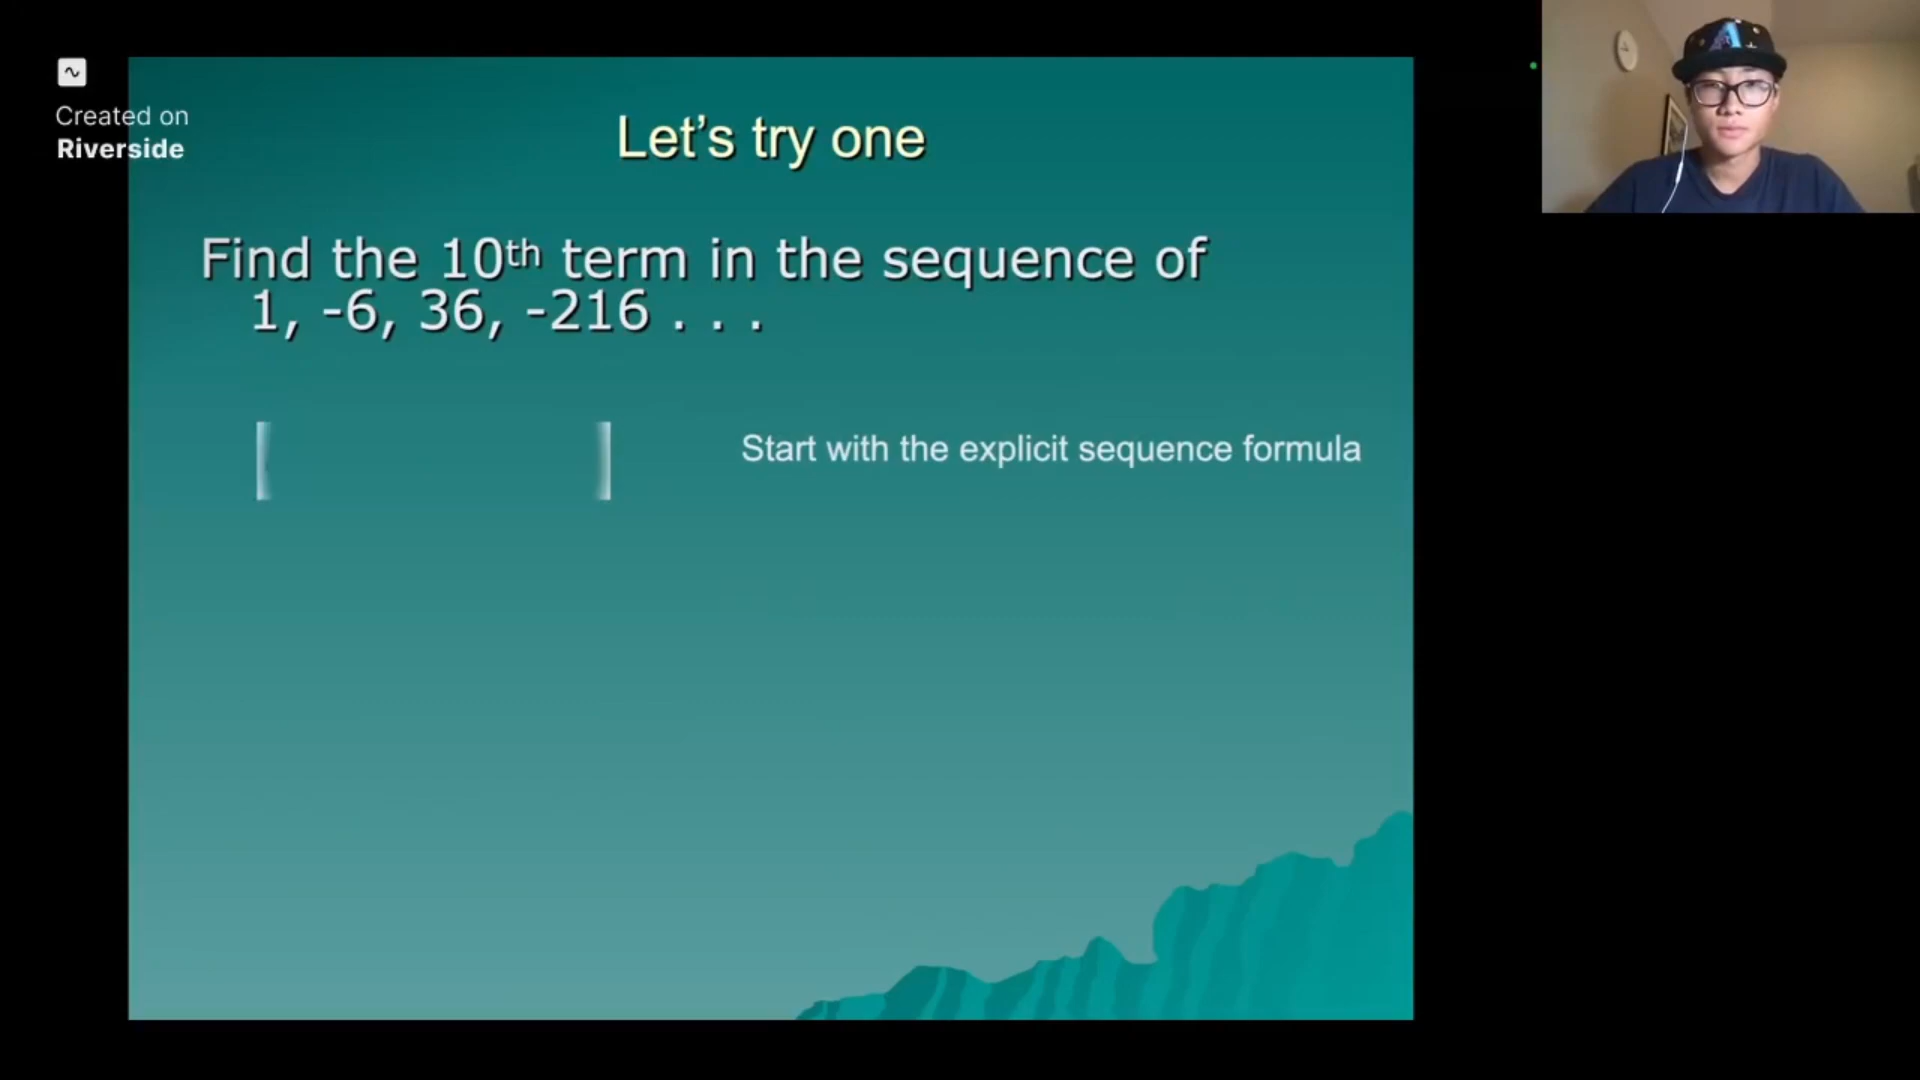 Created on
Riverside
Let’s try one
Find the 10th term in the sequence of
1, -6, 36, -216 . . .
Start with the explicit sequence formula